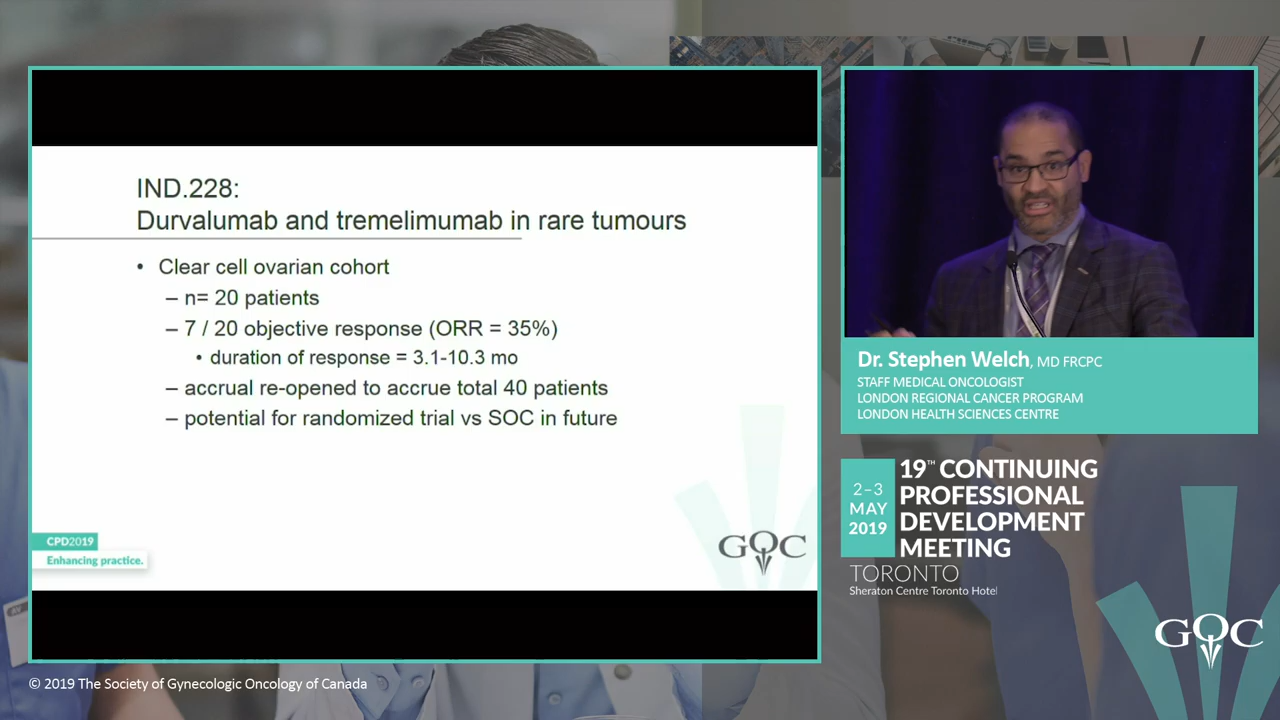 IND.228:
Durvalumab and tremelimumab in rare tumours
• Clear cell ovarian cohort
– n= 20 patients
– 7 / 20 objective response (ORR = 35%)
• duration of response = 3.1-10.3 mo
– accrual re-opened to accrue total 40 patients
– potential for randomized trial vs SOC in future
CPD2019
Enhancing practice.
GOC
Dr. Stephen Welch, MD FRCPC
STAFF MEDICAL ONCOLOGIST
LONDON REGIONAL CANCER PROGRAM
LONDON HEALTH SCIENCES CENTRE
2–3
MAY
2019
19™ CONTINUING
PROFESSIONAL
DEVELOPMENT
MEETING
TORONTO
Sheraton Centre Toronto Hotel
GOC
© 2019 The Society of Gynecologic Oncology of Canada